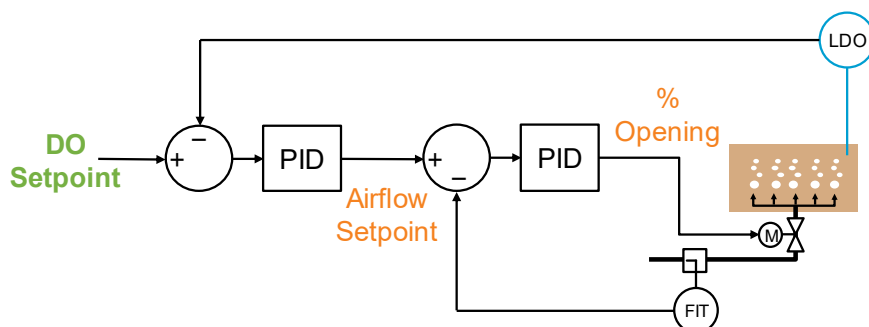 LDO
%
Opening
DO
Setpoint
+
−
PID
Airflow
Setpoint
+
−
PID
M
FIT